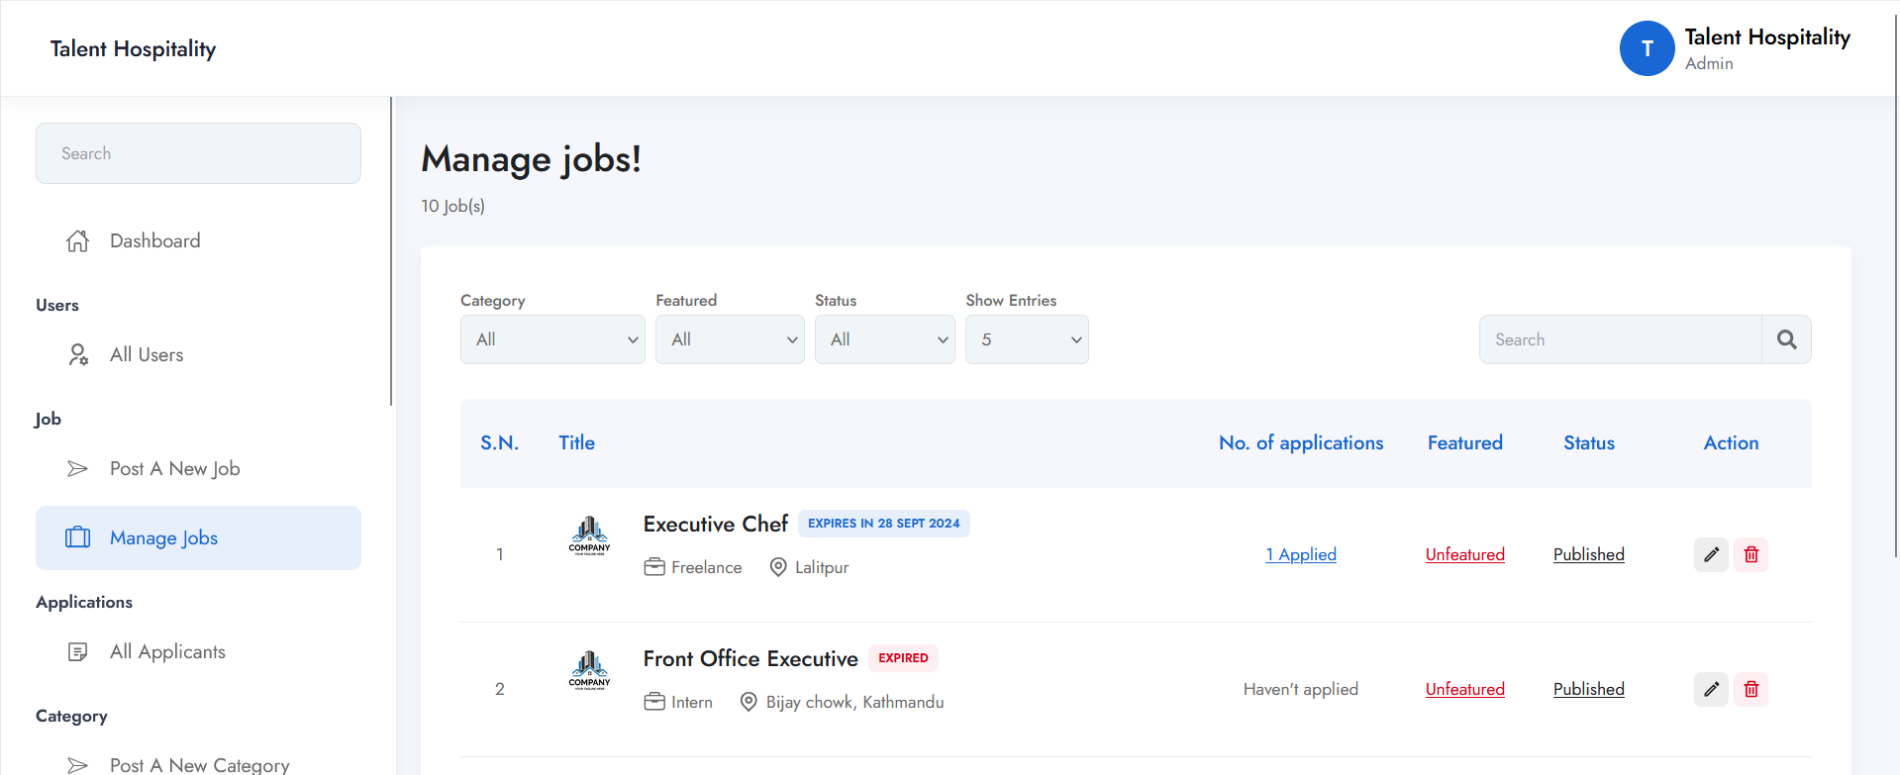 Talent Hospitality
T
Talent Hospitality
Admin
Search
Dashboard
Users
All Users
Job
Post A New Job
Manage Jobs
Applications
All Applicants
Category
Post A New Category
Manage jobs!
10 Job(s)
Category Featured Status Show Entries
All All All 5 Search
S.N. Title No. of applications Featured Status Action
COMPANY
Executive Chef EXPIRES IN 28 SEPT 2024
1 1 Applied Unfeatured Published
Freelance Lalitpur
COMPANY
Front Office Executive EXPIRED
2 Haven't applied Unfeatured Published
Intern Bijay chowk, Kathmandu